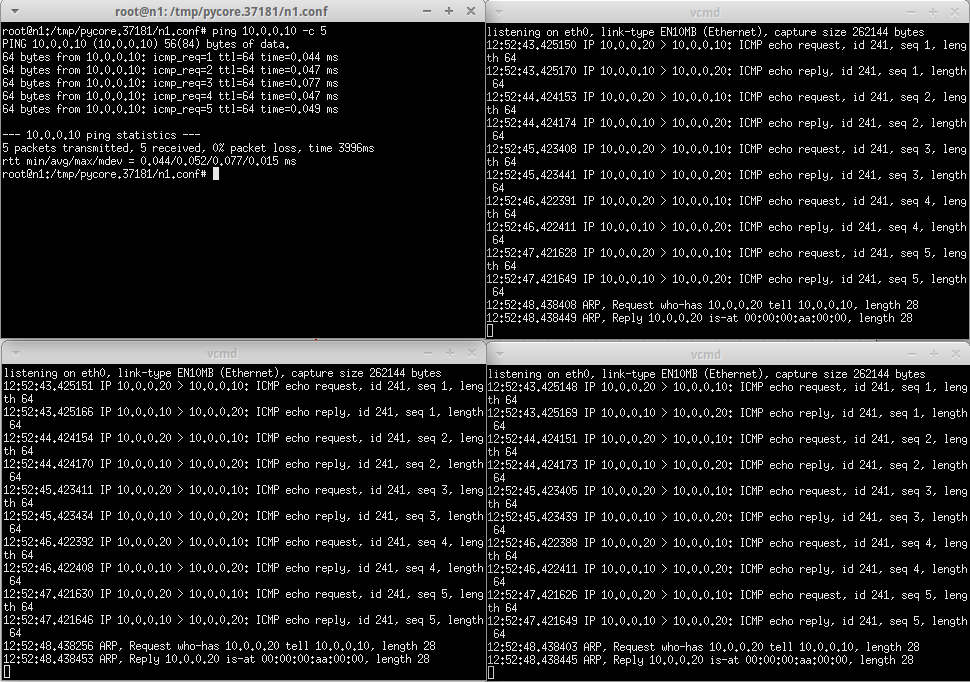 root@n1: /tmp/pycore.37181/n1.conf
root@n1:/tmp/pycore.37181/n1.conf# ping 10.0.0.10 -c 5
PING 10.0.0.10 (10.0.0.10) 56(84) bytes of data.
64 bytes from 10.0.0.10: icmp_req=1 ttl=64 time=0.044 ms
64 bytes from 10.0.0.10: icmp_req=2 ttl=64 time=0.047 ms
64 bytes from 10.0.0.10: icmp_req=3 ttl=64 time=0.077 ms
64 bytes from 10.0.0.10: icmp_req=4 ttl=64 time=0.047 ms
64 bytes from 10.0.0.10: icmp_req=5 ttl=64 time=0.049 ms
--- 10.0.0.10 ping statistics ---
5 packets transmitted, 5 received, 0% packet loss, time 3996ms
rtt min/avg/max/mdev = 0.044/0.052/0.077/0.015 ms
root@n1:/tmp/pycore.37181/n1.conf#
vcmd
listening on eth0, link-type EN10MB (Ethernet), capture size 262144 bytes
12:52:43.425150 IP 10.0.0.20 > 10.0.0.10: ICMP echo request, id 241, seq 1, leng
th 64
12:52:43.425170 IP 10.0.0.10 > 10.0.0.20: ICMP echo reply, id 241, seq 1, length
64
12:52:44.424153 IP 10.0.0.20 > 10.0.0.10: ICMP echo request, id 241, seq 2, leng
th 64
12:52:44.424174 IP 10.0.0.10 > 10.0.0.20: ICMP echo reply, id 241, seq 2, length
64
12:52:45.423408 IP 10.0.0.20 > 10.0.0.10: ICMP echo request, id 241, seq 3, leng
th 64
12:52:45.423441 IP 10.0.0.10 > 10.0.0.20: ICMP echo reply, id 241, seq 3, length
64
12:52:46.422391 IP 10.0.0.20 > 10.0.0.10: ICMP echo request, id 241, seq 4, leng
th 64
12:52:46.422411 IP 10.0.0.10 > 10.0.0.20: ICMP echo reply, id 241, seq 4, length
64
12:52:47.421628 IP 10.0.0.20 > 10.0.0.10: ICMP echo request, id 241, seq 5, leng
th 64
12:52:47.421649 IP 10.0.0.10 > 10.0.0.20: ICMP echo reply, id 241, seq 5, length
64
12:52:48.438408 ARP, Request who-has 10.0.0.20 tell 10.0.0.10, length 28
12:52:48.438449 ARP, Reply 10.0.0.20 is-at 00:00:00:aa:00:00, length 28
vcmd
listening on eth0, link-type EN10MB (Ethernet), capture size 262144 bytes
12:52:43.425151 IP 10.0.0.20 > 10.0.0.10: ICMP echo request, id 241, seq 1, leng
th 64
12:52:43.425166 IP 10.0.0.10 > 10.0.0.20: ICMP echo reply, id 241, seq 1, length
64
12:52:44.424154 IP 10.0.0.20 > 10.0.0.10: ICMP echo request, id 241, seq 2, leng
th 64
12:52:44.424170 IP 10.0.0.10 > 10.0.0.20: ICMP echo reply, id 241, seq 2, length
64
12:52:45.423411 IP 10.0.0.20 > 10.0.0.10: ICMP echo request, id 241, seq 3, leng
th 64
12:52:45.423434 IP 10.0.0.10 > 10.0.0.20: ICMP echo reply, id 241, seq 3, length
64
12:52:46.422392 IP 10.0.0.20 > 10.0.0.10: ICMP echo request, id 241, seq 4, leng
th 64
12:52:46.422408 IP 10.0.0.10 > 10.0.0.20: ICMP echo reply, id 241, seq 4, length
64
12:52:47.421630 IP 10.0.0.20 > 10.0.0.10: ICMP echo request, id 241, seq 5, leng
th 64
12:52:47.421646 IP 10.0.0.10 > 10.0.0.20: ICMP echo reply, id 241, seq 5, length
64
12:52:48.438256 ARP, Request who-has 10.0.0.20 tell 10.0.0.10, length 28
12:52:48.438453 ARP, Reply 10.0.0.20 is-at 00:00:00:aa:00:00, length 28
vcmd
listening on eth0, link-type EN10MB (Ethernet), capture size 262144 bytes
12:52:43.425148 IP 10.0.0.20 > 10.0.0.10: ICMP echo request, id 241, seq 1, leng
th 64
12:52:43.425169 IP 10.0.0.10 > 10.0.0.20: ICMP echo reply, id 241, seq 1, length
64
12:52:44.424151 IP 10.0.0.20 > 10.0.0.10: ICMP echo request, id 241, seq 2, leng
th 64
12:52:44.424173 IP 10.0.0.10 > 10.0.0.20: ICMP echo reply, id 241, seq 2, length
64
12:52:45.423405 IP 10.0.0.20 > 10.0.0.10: ICMP echo request, id 241, seq 3, leng
th 64
12:52:45.423439 IP 10.0.0.10 > 10.0.0.20: ICMP echo reply, id 241, seq 3, length
64
12:52:46.422388 IP 10.0.0.20 > 10.0.0.10: ICMP echo request, id 241, seq 4, leng
th 64
12:52:46.422411 IP 10.0.0.10 > 10.0.0.20: ICMP echo reply, id 241, seq 4, length
64
12:52:47.421626 IP 10.0.0.20 > 10.0.0.10: ICMP echo request, id 241, seq 5, leng
th 64
12:52:47.421649 IP 10.0.0.10 > 10.0.0.20: ICMP echo reply, id 241, seq 5, length
64
12:52:48.438403 ARP, Request who-has 10.0.0.20 tell 10.0.0.10, length 28
12:52:48.438445 ARP, Reply 10.0.0.20 is-at 00:00:00:aa:00:00, length 28